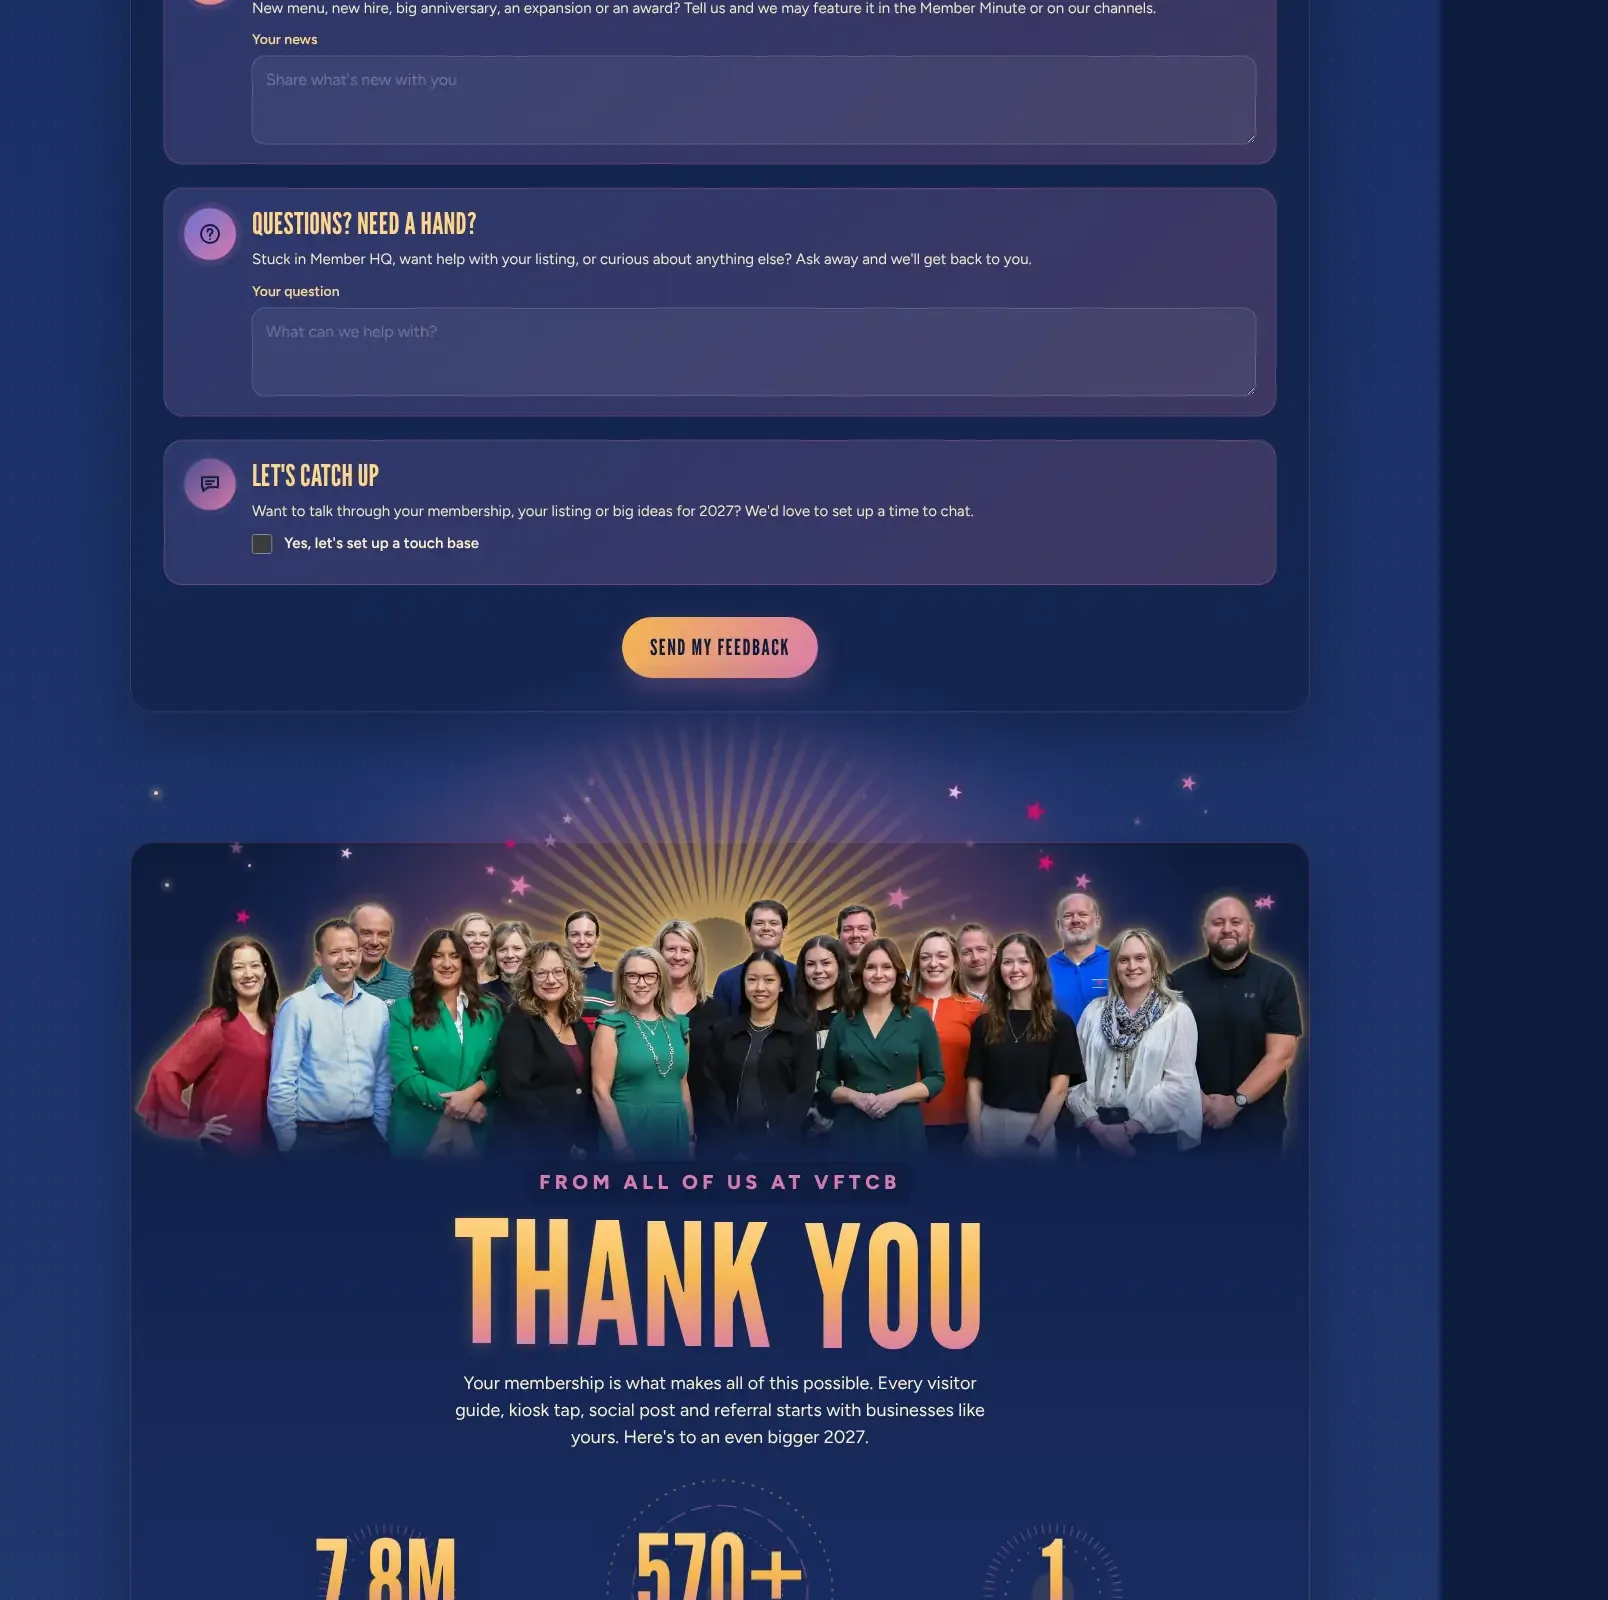 New menu, new hire, big anniversary, an expansion or an award? Tell us and we may feature it in the Member Minute or on our channels.
Your news
Share what's new with you
QUESTIONS? NEED A HAND?
Stuck in Member HQ, want help with your listing, or curious about anything else? Ask away and we'll get back to you.
Your question
What can we help with?
LET'S CATCH UP
Want to talk through your membership, your listing or big ideas for 2027? We'd love to set up a time to chat.
Yes, let's set up a touch base
SEND MY FEEDBACK
FROM ALL OF US AT VFTCB
THANK YOU
Your membership is what makes all of this possible. Every visitor
guide, kiosk tap, social post and referral starts with businesses like
yours. Here's to an even bigger 2027.
7.8M
570+
1